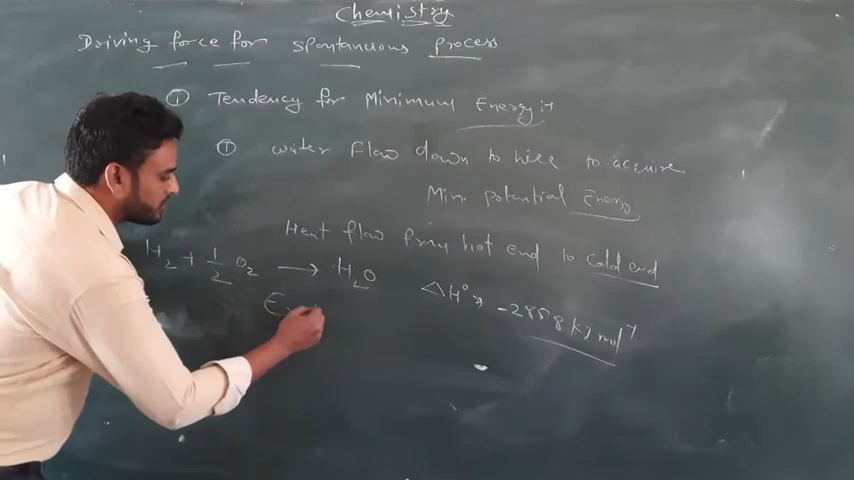 Chemistry
Driving force for spontaneous process
① Tendency for Minimum Energy:
① water Flow down to hill to acquire
Min potential Energy
Heat flow from hot end to cold end
H₂ + 1/2 O₂ → H₂O ΔH° = -285.8 kJ mol⁻¹